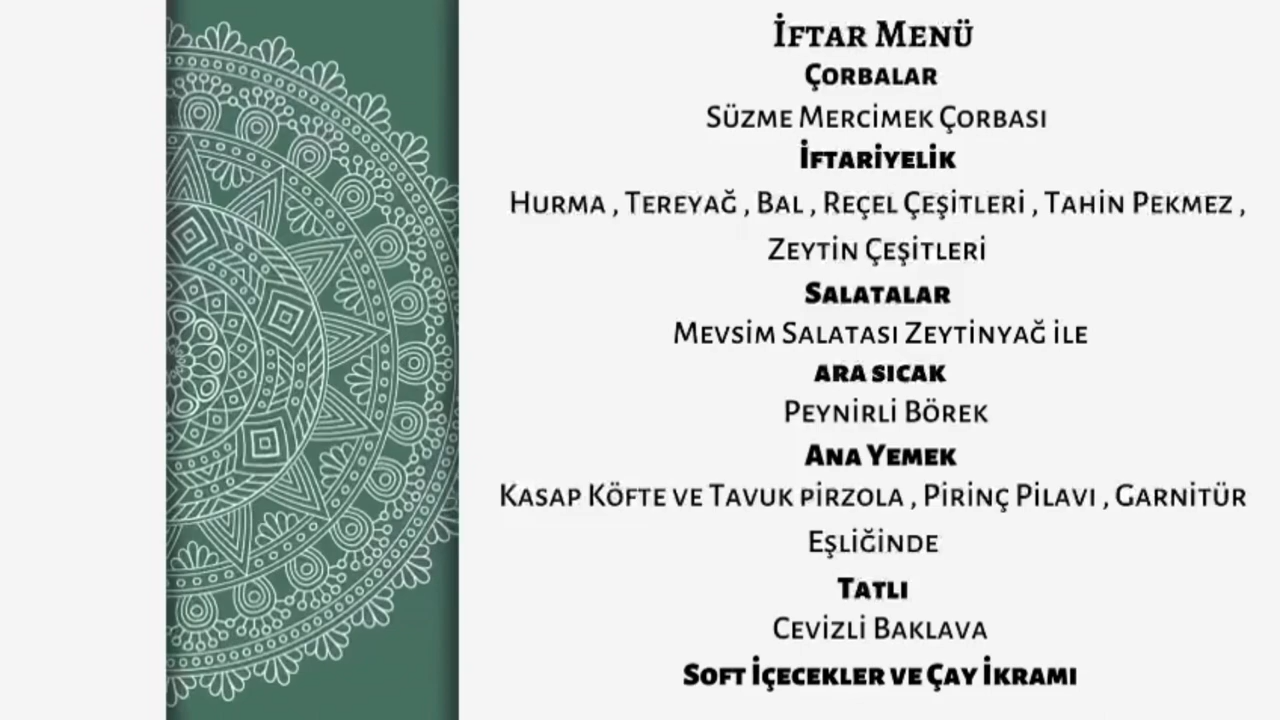 İftar Menü
Çorbalar
Süzme Mercimek Çorbası
İftariyelik
Hurma , Tereyağ , Bal , Reçel Çeşitleri , Tahin Pekmez ,
Zeytin Çeşitleri
Salatalar
Mevsim Salatası Zeytinyağ ile
ara sıcak
Peynirli Börek
Ana Yemek
Kasap Köfte ve Tavuk pirzola , Pirinç Pilavı , Garnitür
Eşliğinde
Tatlı
Cevizli Baklava
Soft İçecekler ve Çay İkramı